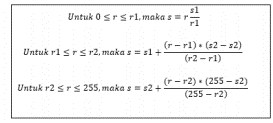 Untuk 0 ≤ r ≤ r1, maka s = r s1/r1
Untuk r1 ≤ r ≤ r2, maka s = s1 + (r − r1) * (s2 − s2)/(r2 − r1)
Untuk r2 ≤ r ≤ 255, maka s = s2 + (r − r2) * (255 − s2)/(255 − r2)